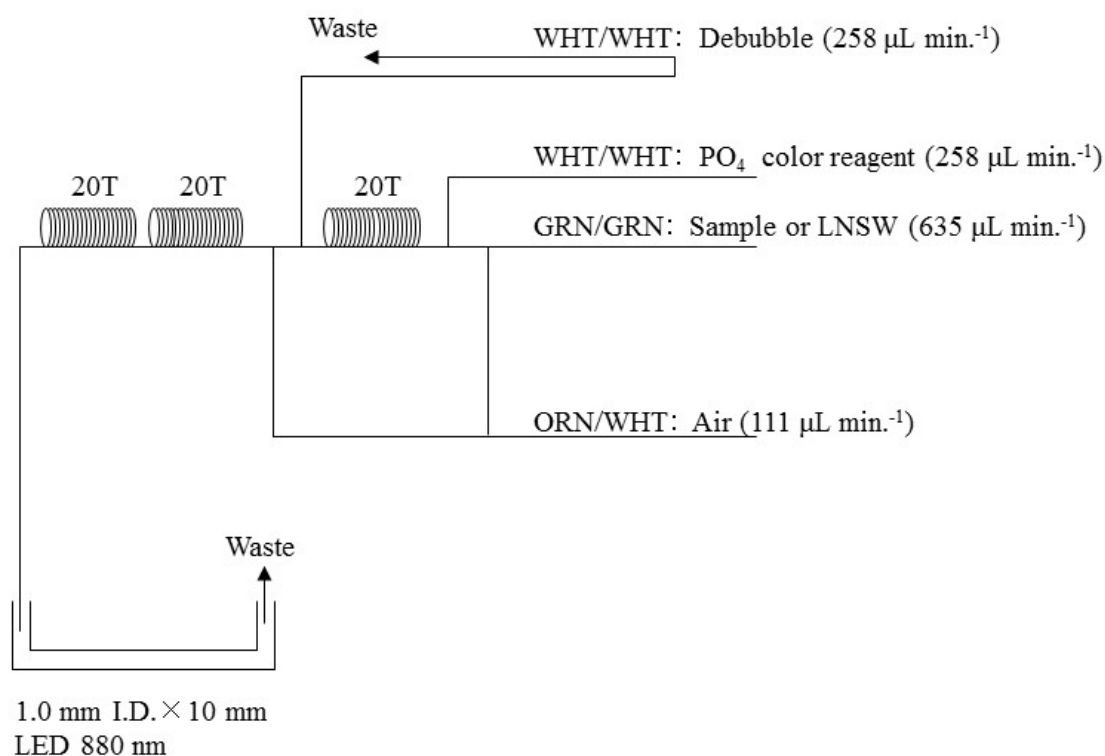 Waste
WHT/WHT: Debubble (258 μL min.⁻¹)
WHT/WHT: PO₄ color reagent (258 μL min.⁻¹)
20T 20T 20T
GRN/GRN: Sample or LNSW (635 μL min.⁻¹)
ORN/WHT: Air (111 μL min.⁻¹)
Waste
1.0 mm I.D.×10 mm
LED 880 nm